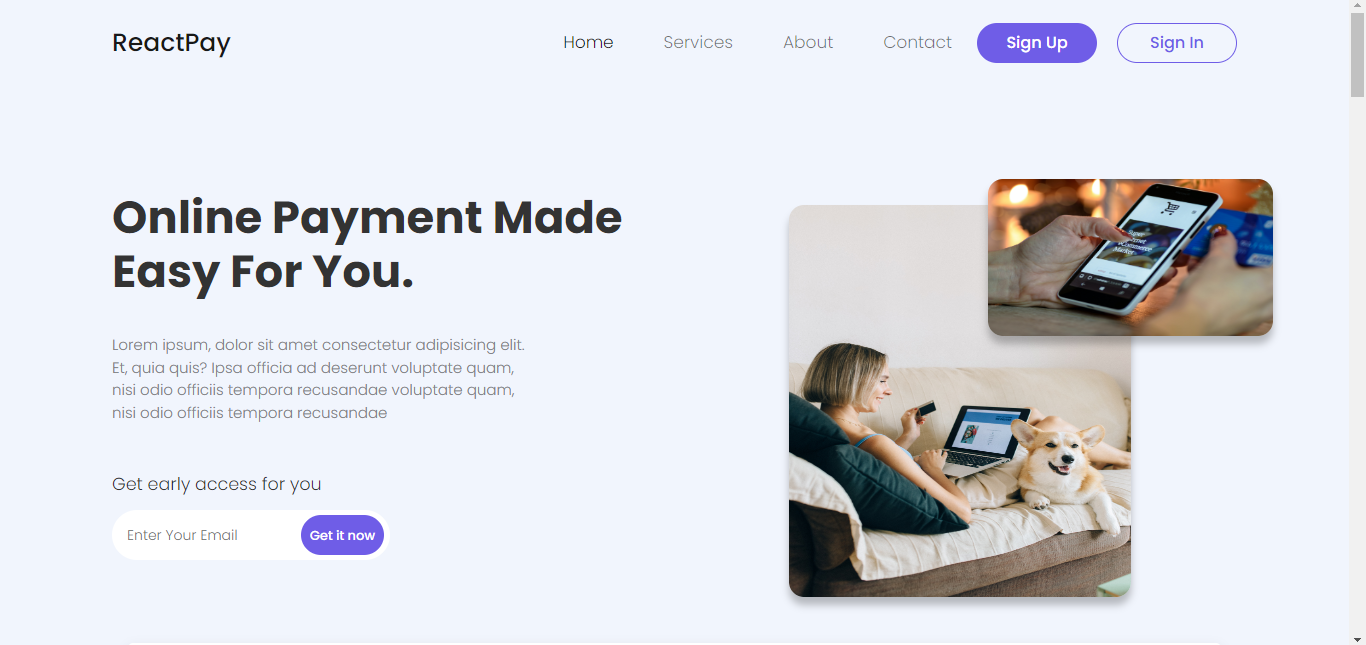 ReactPay
Home
Services
About
Contact
Sign Up
Sign In
Online Payment Made
Easy For You.
Lorem ipsum, dolor sit amet consectetur adipisicing elit.
Et, quia quis? Ipsa officia ad deserunt voluptate quam,
nisi odio officiis tempora recusandae voluptate quam,
nisi odio officiis tempora recusandae
Get early access for you
Enter Your Email
Get it now